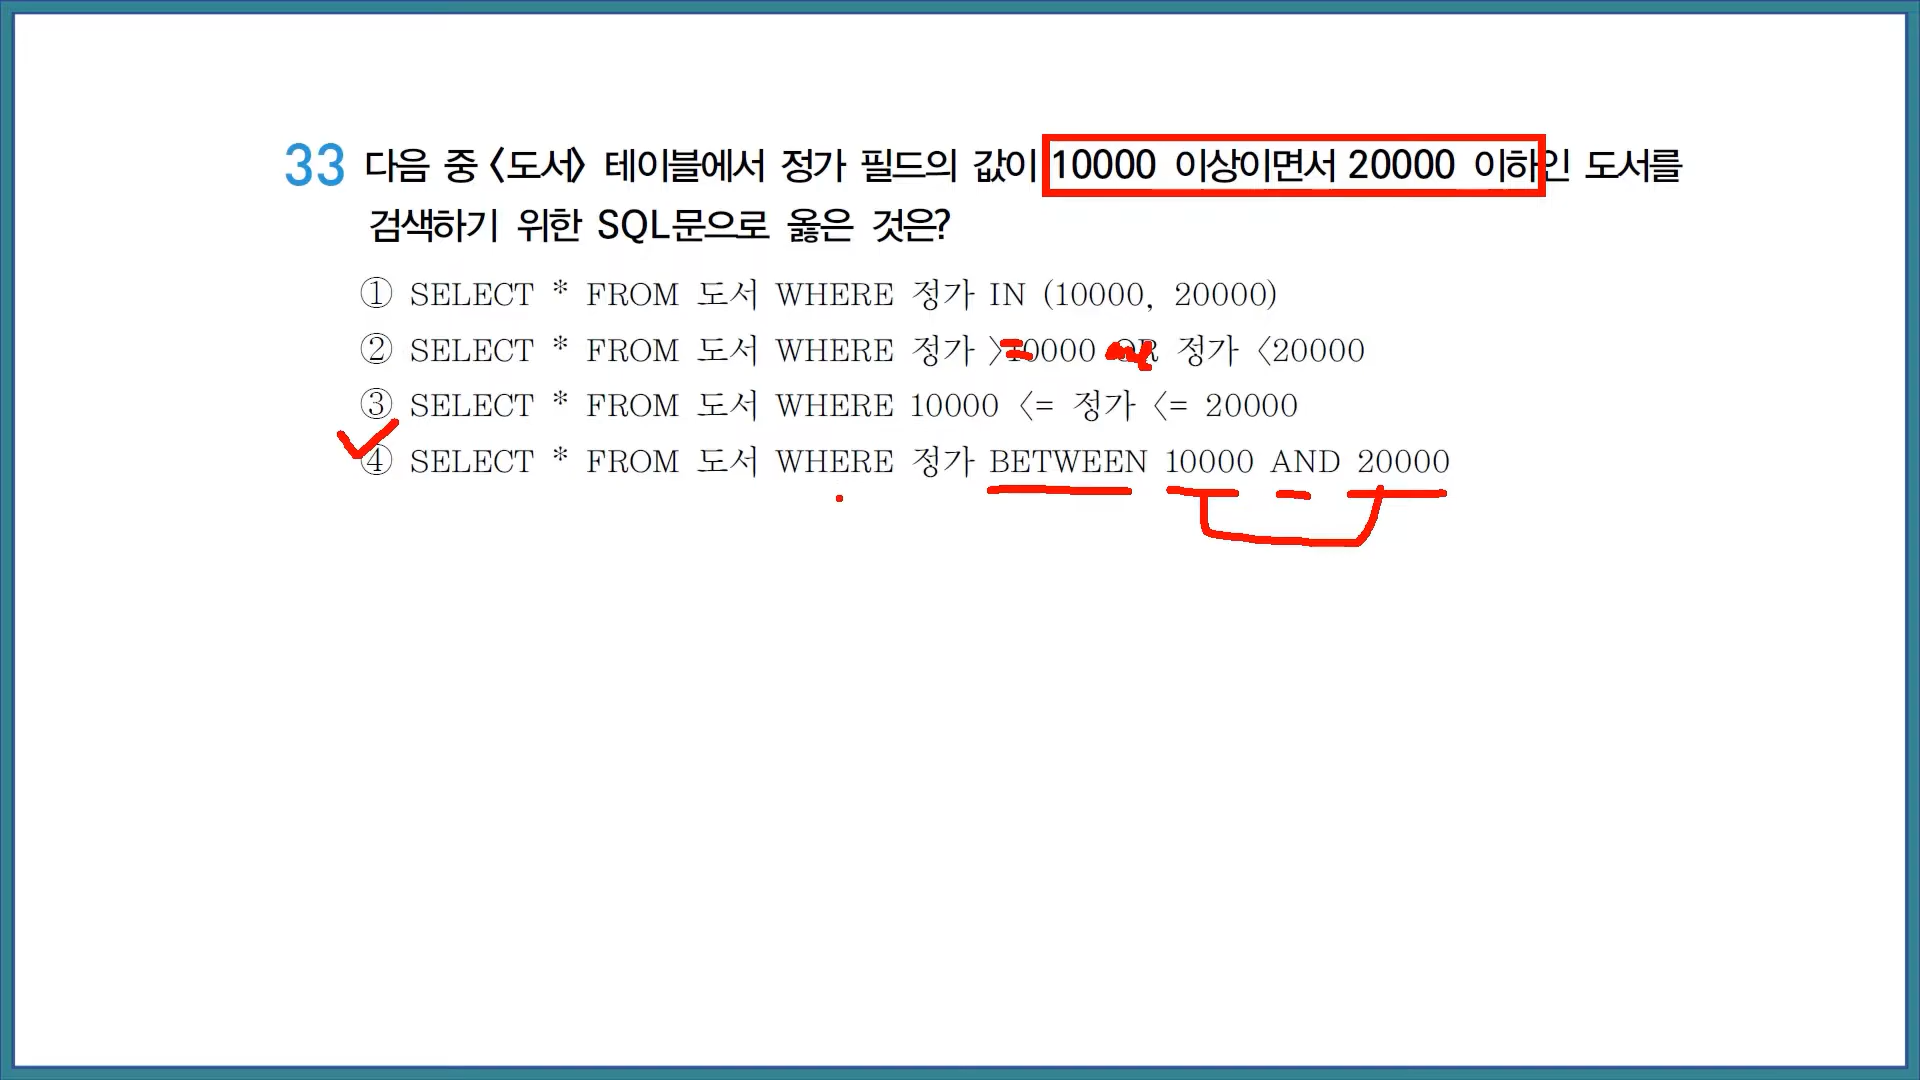 33 다음 중 <도서> 테이블에서 정가 필드의 값이 10000 이상이면서 20000 이하인 도서를
검색하기 위한 SQL문으로 옳은 것은?
① SELECT * FROM 도서 WHERE 정가 IN (10000, 20000)
② SELECT * FROM 도서 WHERE 정가 >10000 OR 정가 <20000
③ SELECT * FROM 도서 WHERE 10000 <= 정가 <= 20000
④ SELECT * FROM 도서 WHERE 정가 BETWEEN 10000 AND 20000